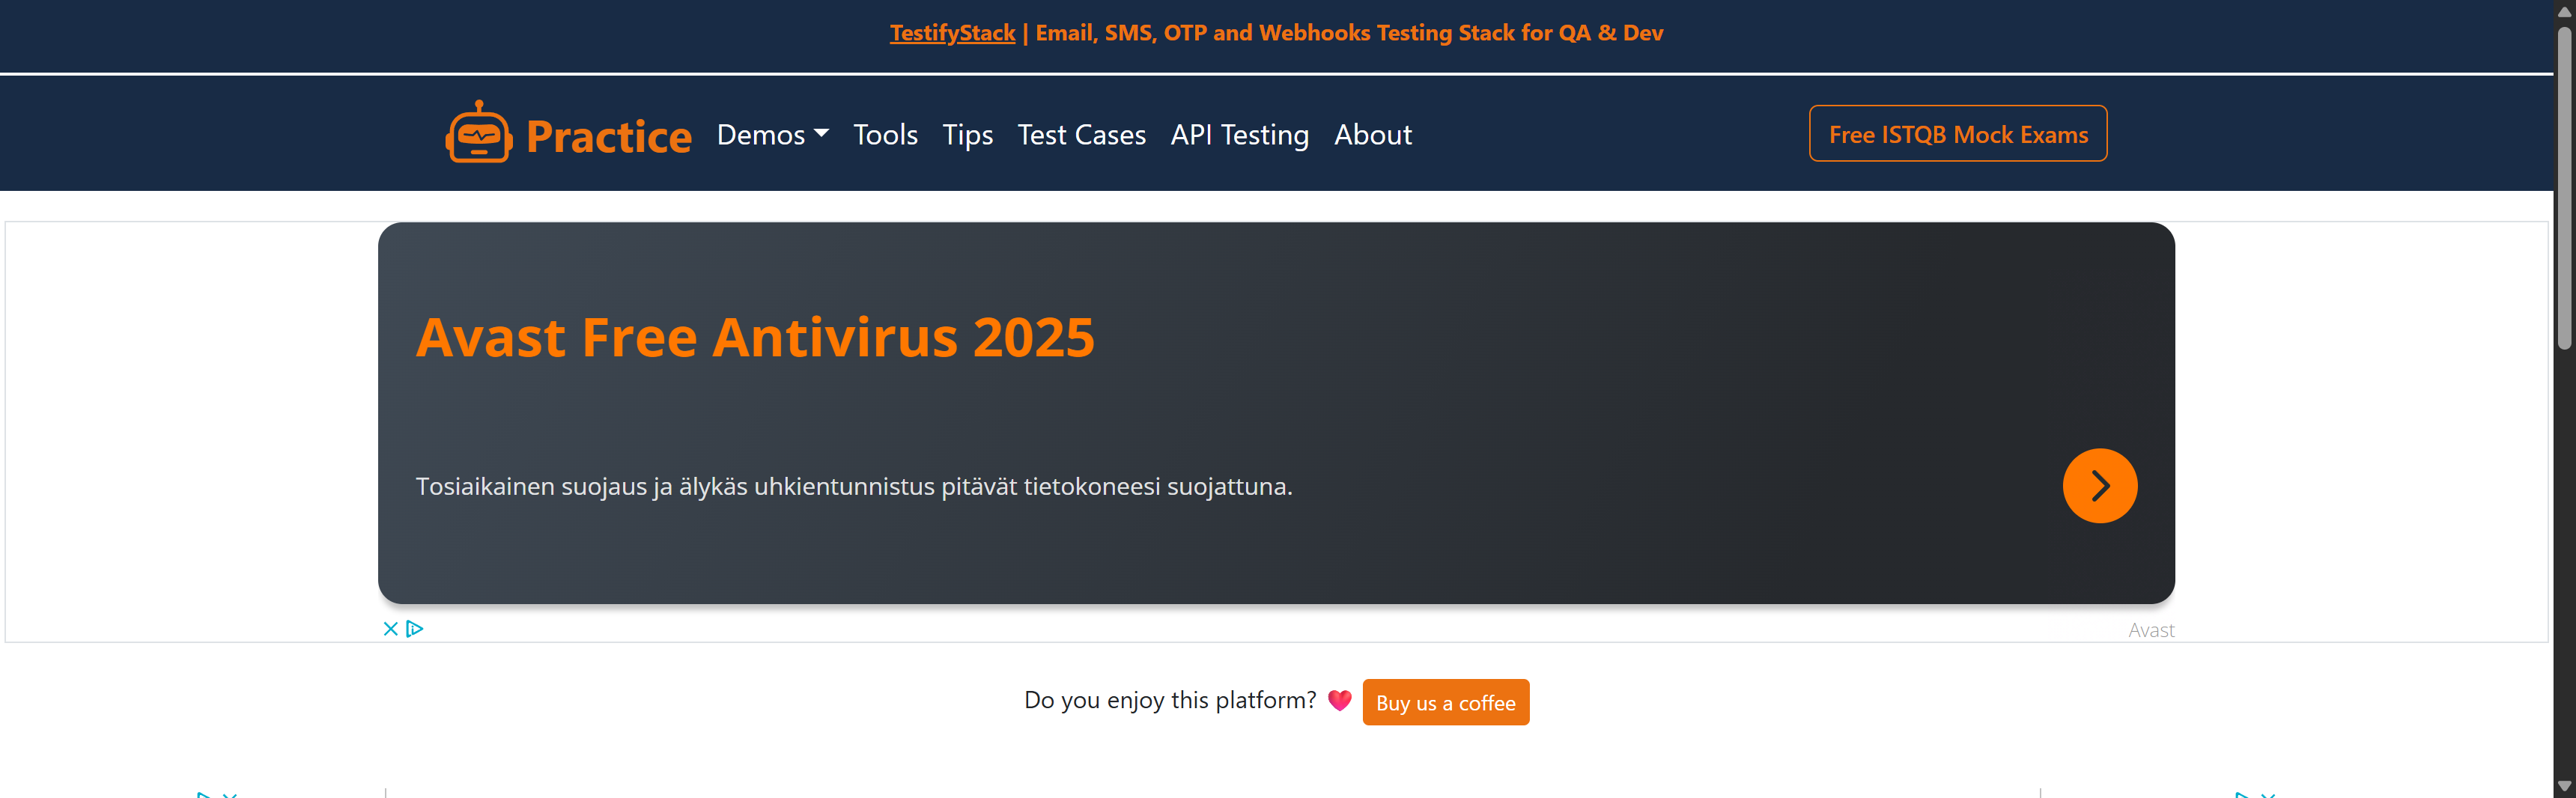 TestifyStack | Email, SMS, OTP and Webhooks Testing Stack for QA & Dev
Practice Demos Tools Tips Test Cases API Testing About Free ISTQB Mock Exams
Avast Free Antivirus 2025
Tosiaikainen suojaus ja älykäs uhkientunnistus pitävät tietokoneesi suojattuna.
Avast
Do you enjoy this platform? Buy us a coffee